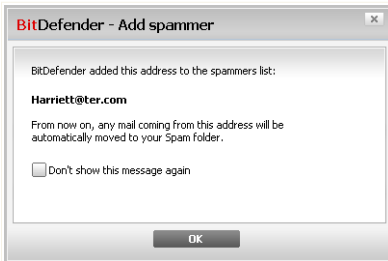 BitDefender - Add spammer
BitDefender added this address to the spammers list:
Harriett@ter.com
From now on, any mail coming from this address will be
automatically moved to your Spam folder.
Don't show this message again
OK